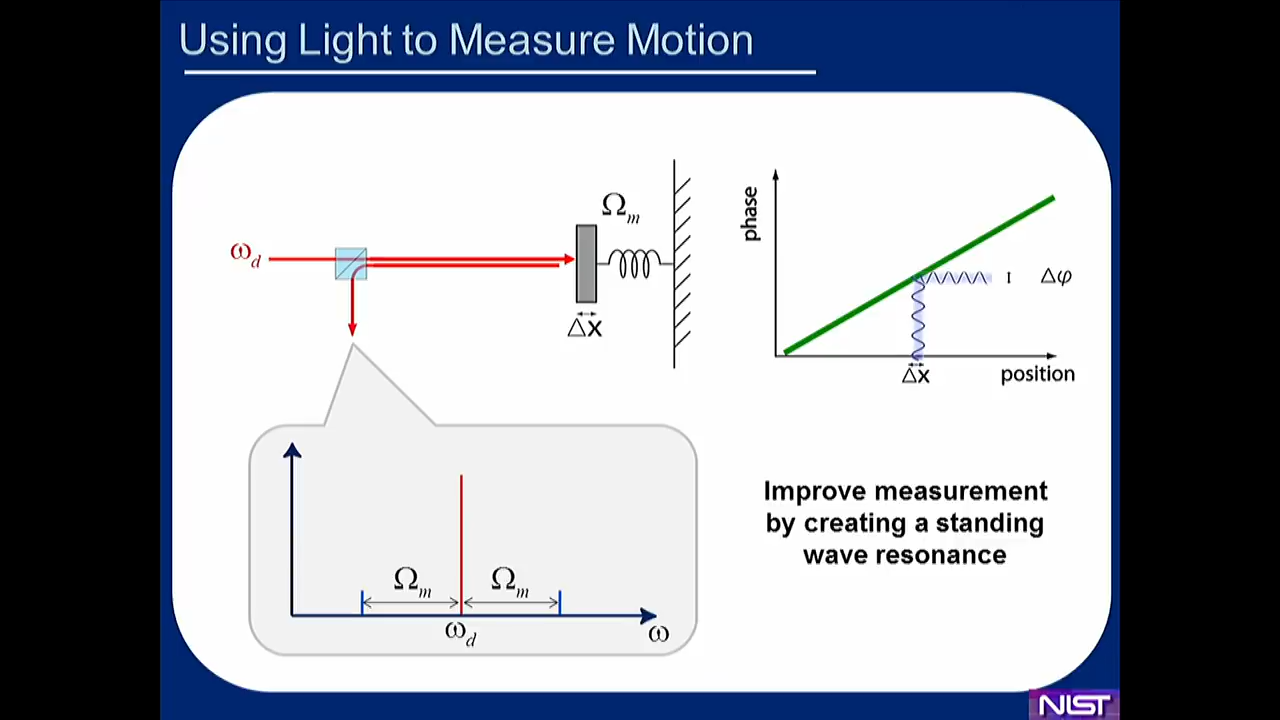 Using Light to Measure Motion
Ωm
ωd
Δx
phase
Δφ
Δx
position
Ωm
Ωm
ωd
ω
Improve measurement
by creating a standing
wave resonance
NIST